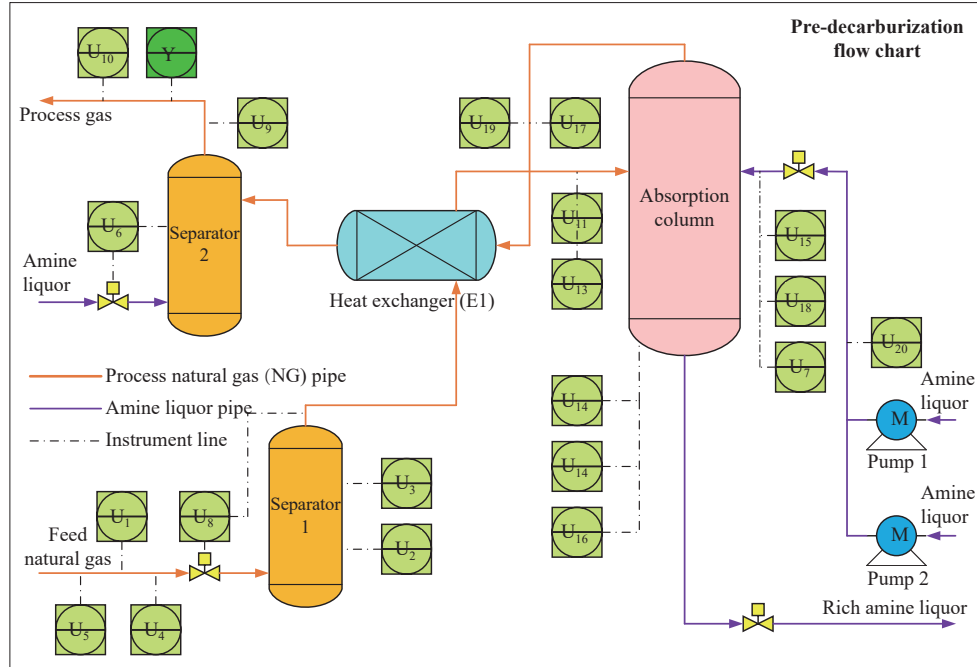 Pre-decarburization
flow chart
U10
Y
Process gas
U9
U19
U17
Absorption
column
U11
U13
U15
U18
U7
U20
U6
Separator
2
Amine
liquor
Heat exchanger (E1)
Process natural gas (NG) pipe
Amine liquor pipe
Instrument line
U14
U14
U16
Amine
liquor
M
Pump 1
Amine
liquor
M
Pump 2
U1
U8
Separator
1
U3
U2
Feed
natural gas
U5
U4
Rich amine liquor